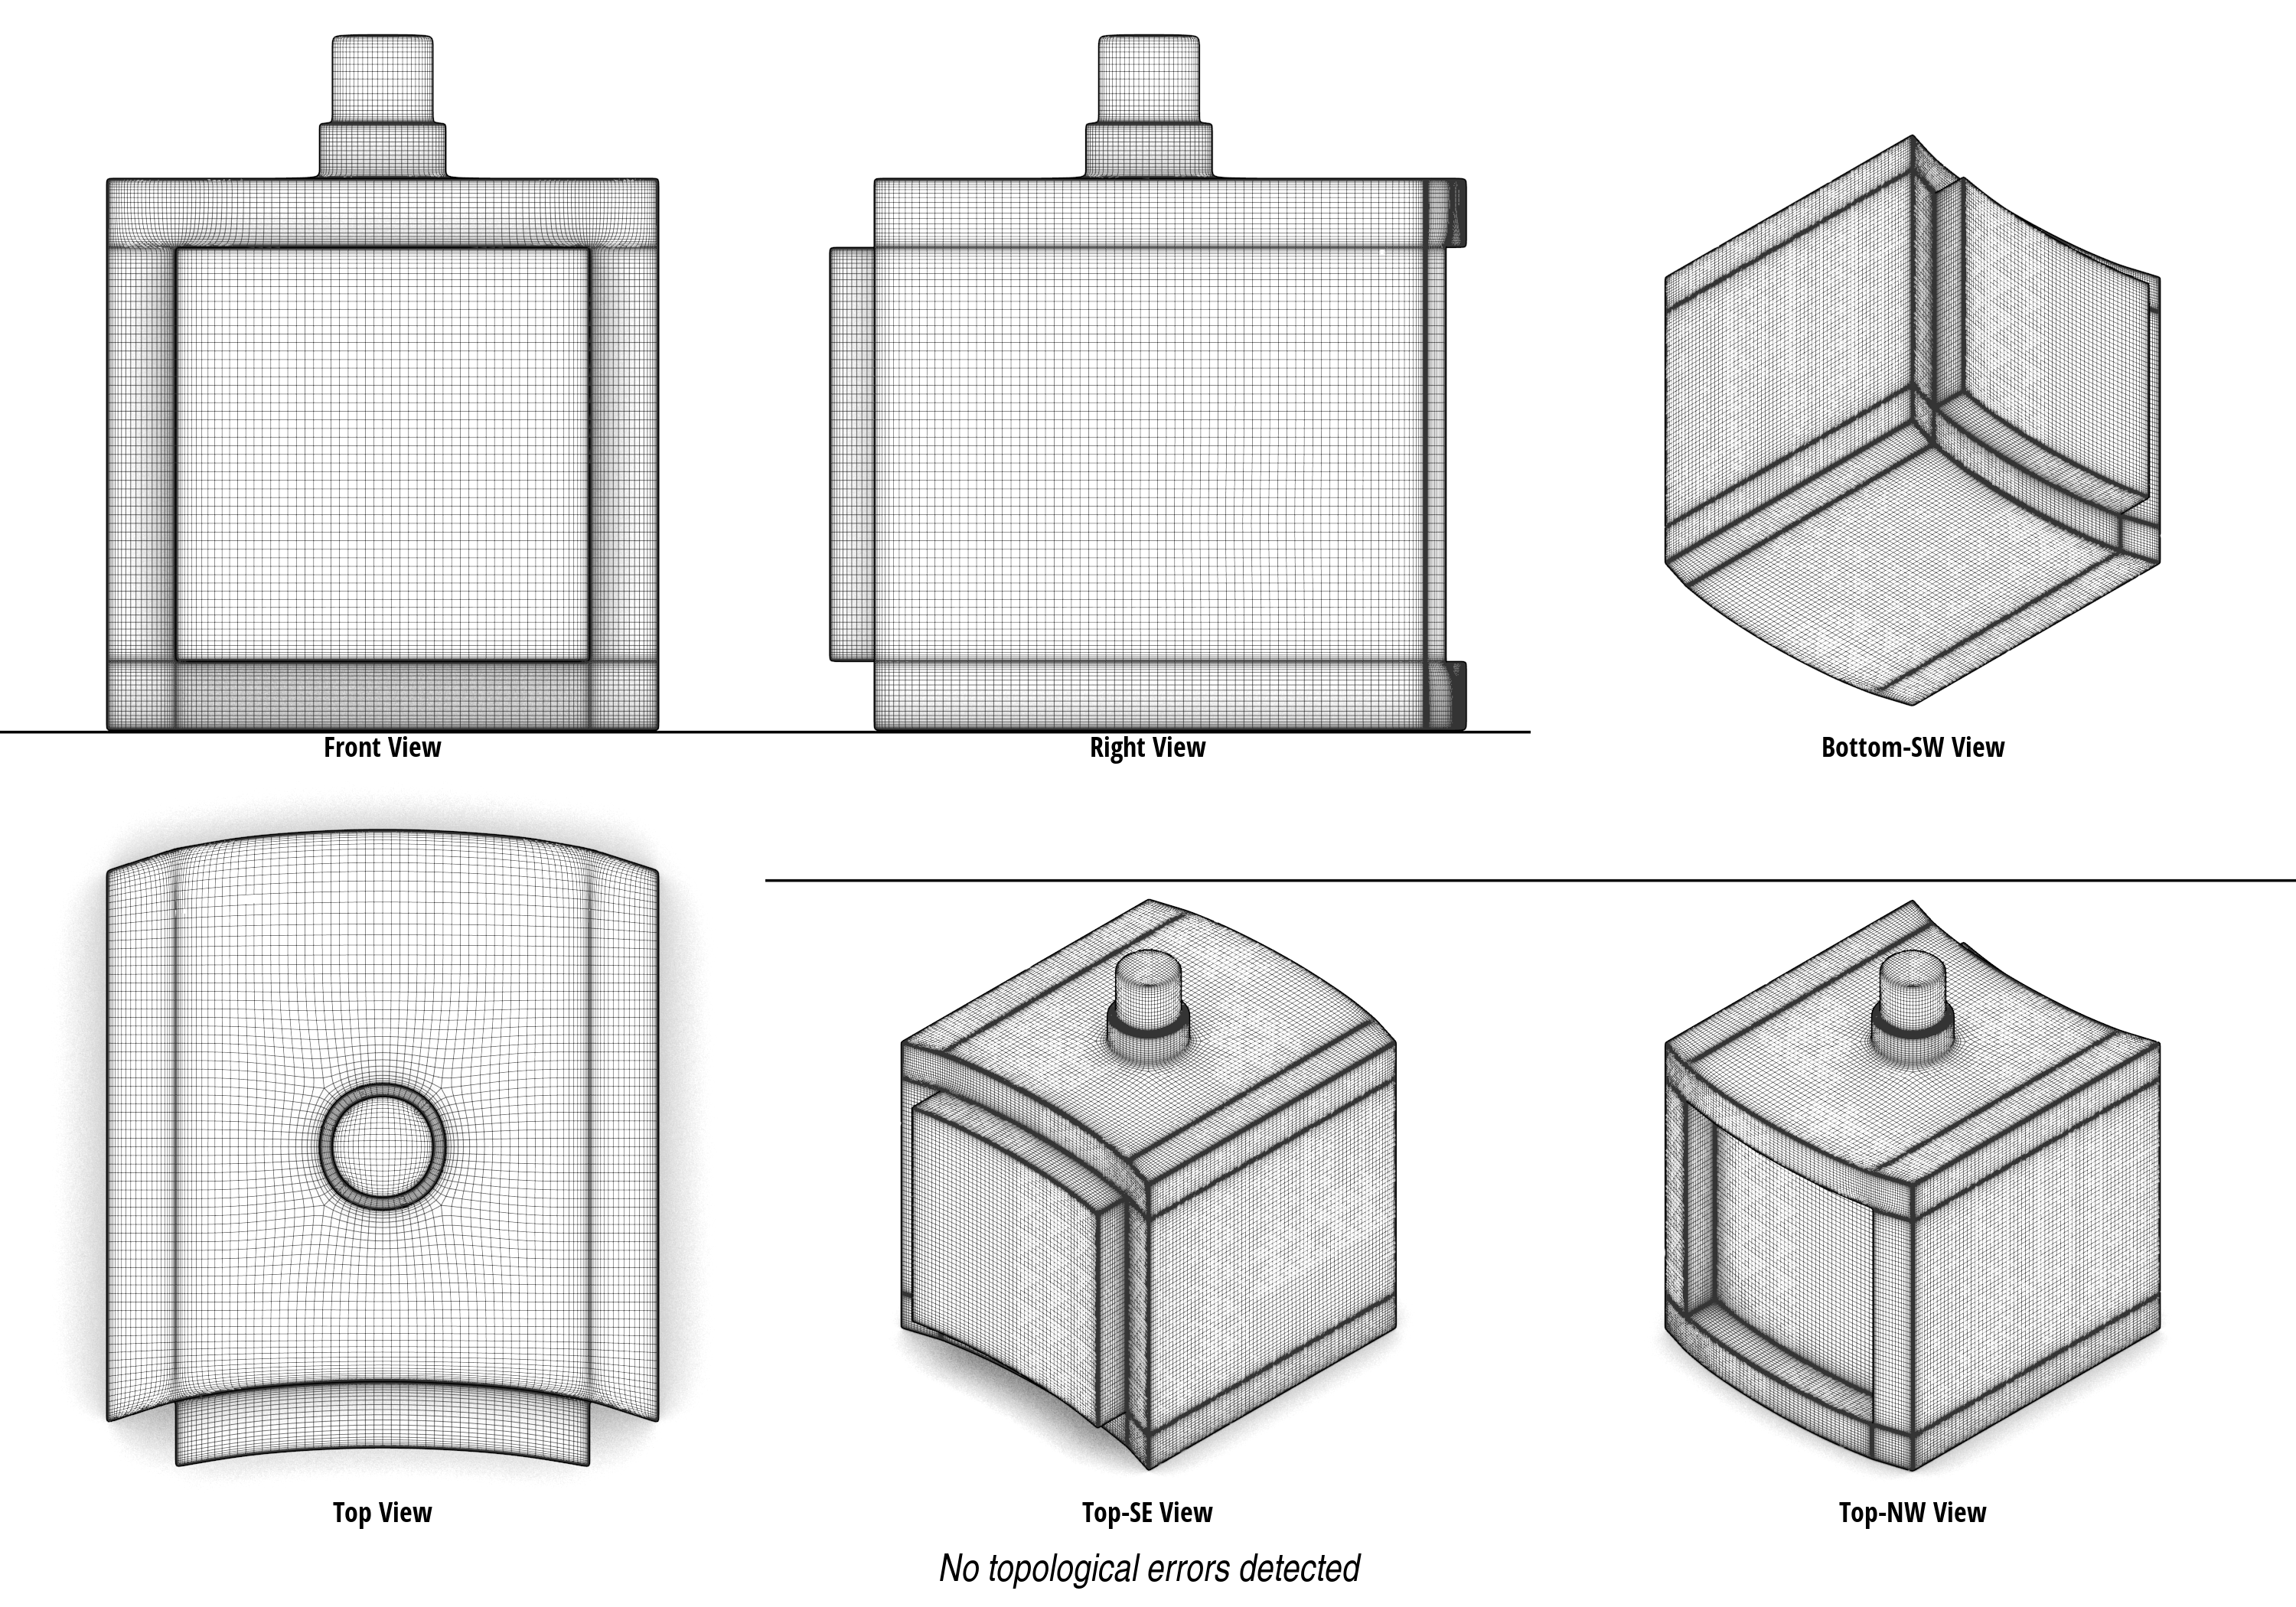 Front View
Right View
Bottom-SW View
Top View
Top-SE View
Top-NW View
No topological errors detected